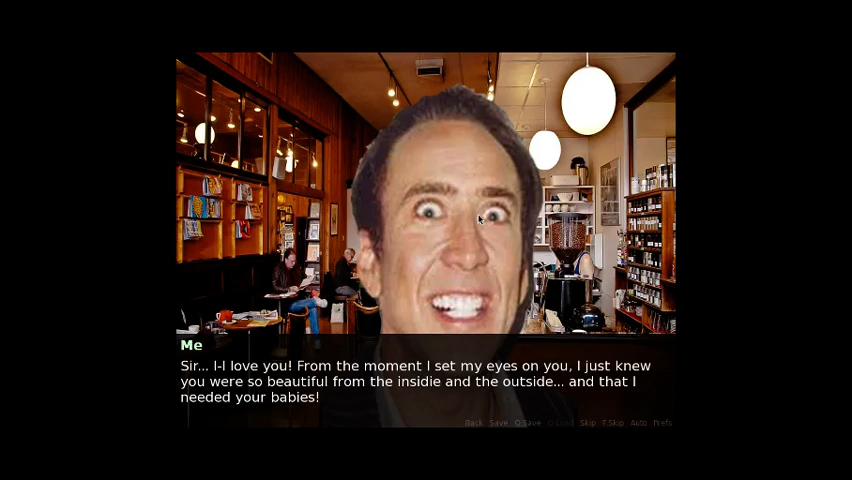 Me
Sir... I-I love you! From the moment I set my eyes on you, I just knew
you were so beautiful from the insidie and the outside... and that I
needed your babies!
Back Save Q.Save Q.Load Skip F.Skip Auto Prefs